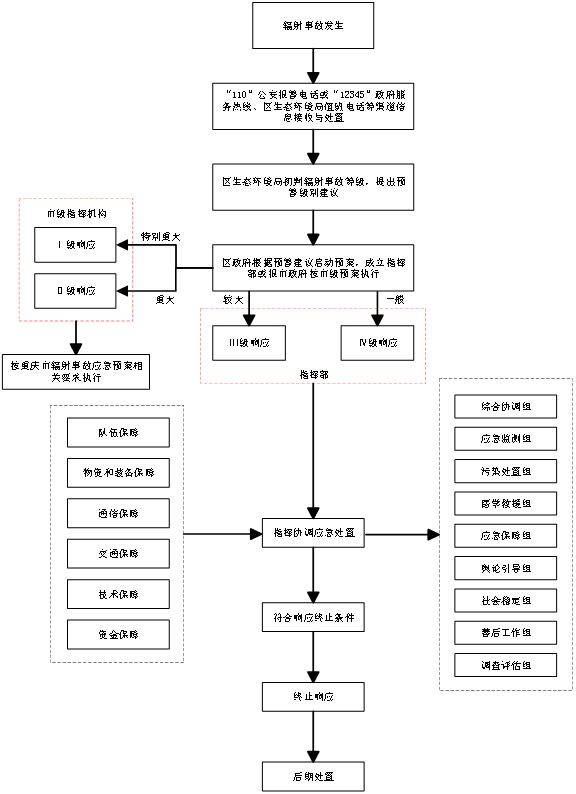 辐射事故发生
“110”公安报警电话或“12345”政府服
务热线、区生态环境局值班电话等渠道信
息接收与处置
区生态环境局初判辐射事故等级，提出预
警级别建议
市级指挥机构
特别重大
I 级响应
区政府根据预警建议启动预案，成立指挥
部或报市政府按市级预案执行
II 级响应
重大
较大
一般
III级响应
IV级响应
指挥部
按重庆市辐射事故应急预案相
关要求执行
队伍保障
物资和装备保障
通信保障
交通保障
技术保障
资金保障
指挥协调应急处置
综合协调组
应急监测组
污染处置组
医学救援组
应急保障组
舆论引导组
社会稳定组
善后工作组
调查评估组
符合响应终止条件
终止响应
后期处置